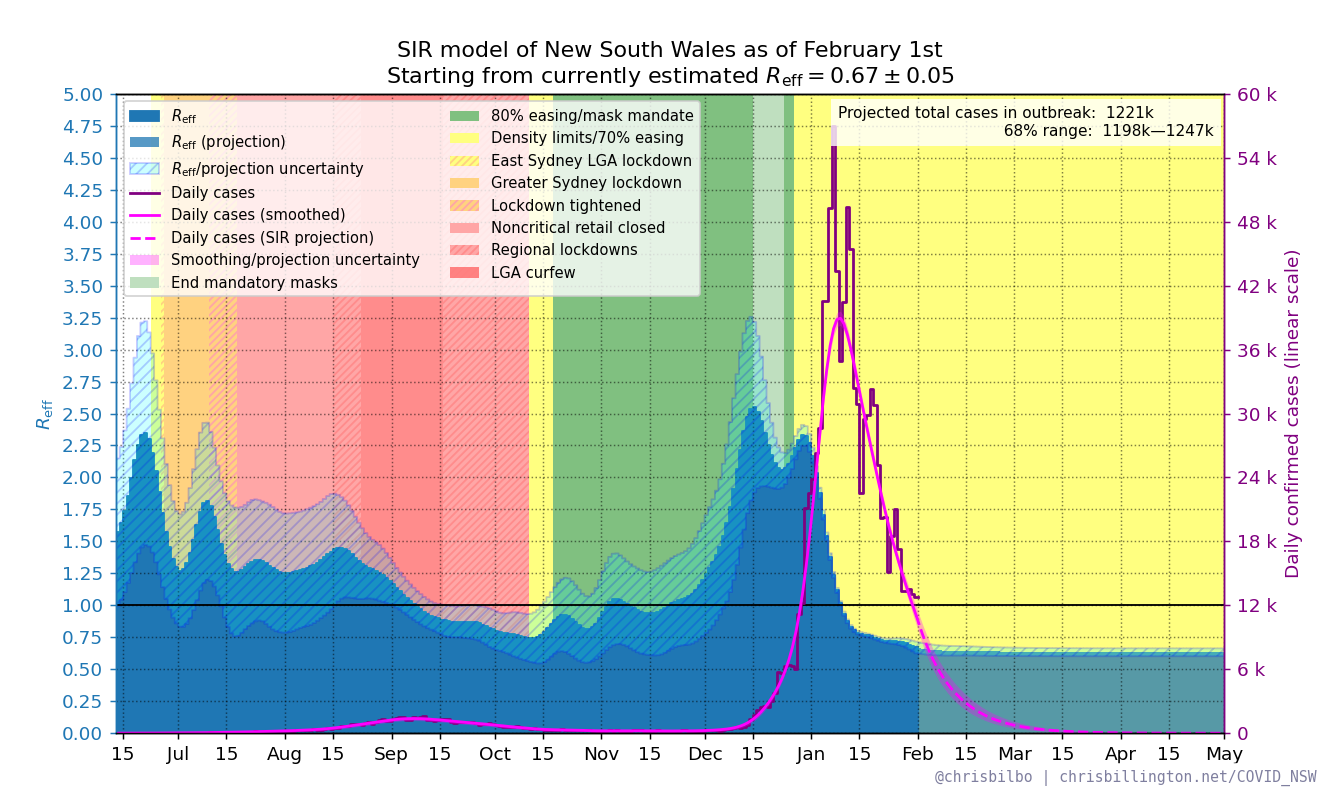 SIR model of New South Wales as of February 1st
Starting from currently estimated R_eff = 0.67 ± 0.05
5.00
4.75
4.50
4.25
4.00
3.75
3.50
3.25
3.00
2.75
2.50
2.25
2.00
1.75
1.50
1.25
1.00
0.75
0.50
0.25
0.00
R_eff
R_eff
R_eff (projection)
R_eff/projection uncertainty
Daily cases
Daily cases (smoothed)
Daily cases (SIR projection)
Smoothing/projection uncertainty
End mandatory masks
80% easing/mask mandate
Density limits/70% easing
East Sydney LGA lockdown
Greater Sydney lockdown
Lockdown tightened
Noncritical retail closed
Regional lockdowns
LGA curfew
Projected total cases in outbreak: 1221k
68% range: 1198k—1247k
60 k
54 k
48 k
42 k
36 k
30 k
24 k
18 k
12 k
6 k
0
Daily confirmed cases (linear scale)
15 Jul 15 Aug 15 Sep 15 Oct 15 Nov 15 Dec 15 Jan 15 Feb 15 Mar 15 Apr 15 May
@chrisbilbo | chrisbillington.net/COVID_NSW